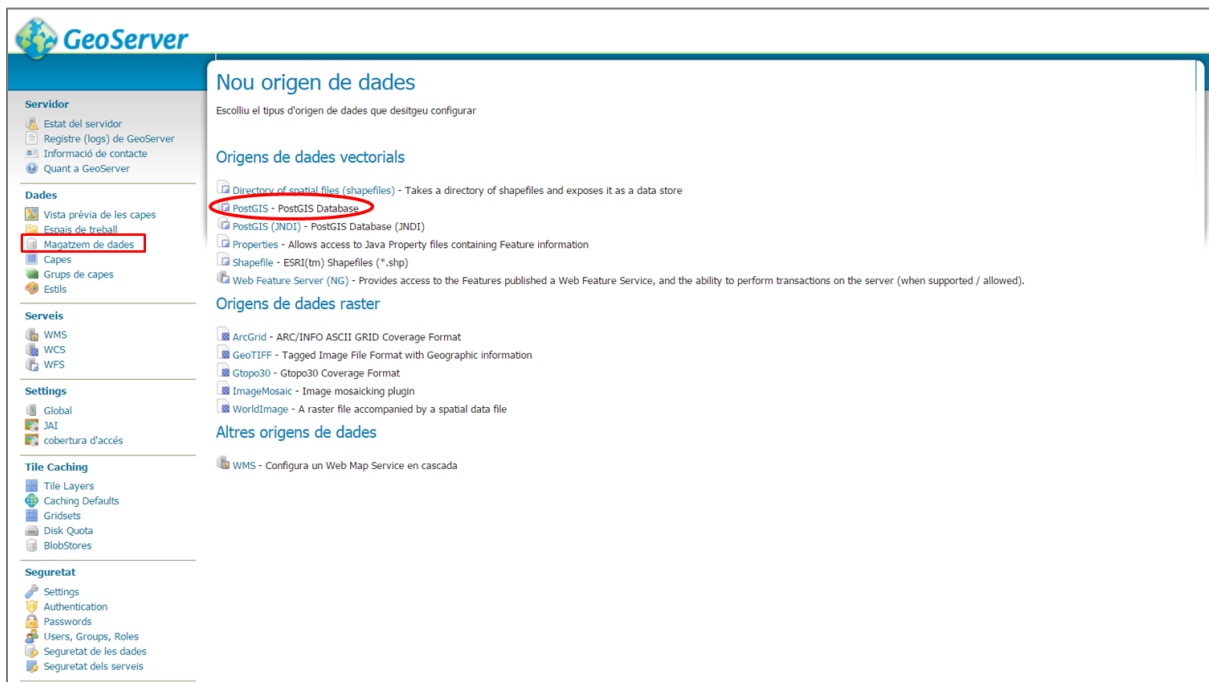 GeoServer
Servidor
Estat del servidor
Registre (logs) de GeoServer
Informació de contacte
Quant a GeoServer
Dades
Vista prèvia de les capes
Espais de treball
Magatzem de dades
Capes
Grups de capes
Estils
Serveis
WMS
WCS
WFS
Settings
Global
JAI
cobertura d'accés
Tile Caching
Tile Layers
Caching Defaults
Gridsets
Disk Quota
BlobStores
Seguretat
Settings
Authentication
Passwords
Users, Groups, Roles
Seguretat de les dades
Seguretat dels serveis
Nou origen de dades
Escolliu el tipus d'origen de dades que desitgeu configurar
Origens de dades vectorials
Directory of spatial files (shapefiles) - Takes a directory of shapefiles and exposes it as a data store
PostGIS - PostGIS Database
PostGIS (JNDI) - PostGIS Database (JNDI)
Properties - Allows access to Java Property files containing Feature information
Shapefile - ESRI(tm) Shapefiles (*.shp)
Web Feature Server (NG) - Provides access to the Features published a Web Feature Service, and the ability to perform transactions on the server (when supported / allowed).
Origens de dades raster
ArcGrid - ARC/INFO ASCII GRID Coverage Format
GeoTIFF - Tagged Image File Format with Geographic information
Gtopo30 - Gtopo30 Coverage Format
ImageMosaic - Image mosaicking plugin
WorldImage - A raster file accompanied by a spatial data file
Altres origens de dades
WMS - Configura un Web Map Service en cascada